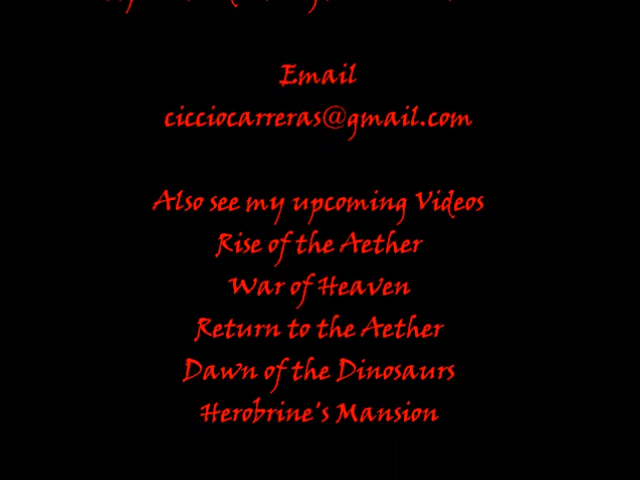 Email
cicciocarreras@gmail.com
Also see my upcoming Videos
Rise of the Aether
War of Heaven
Return to the Aether
Dawn of the Dinosaurs
Herobrine's Mansion